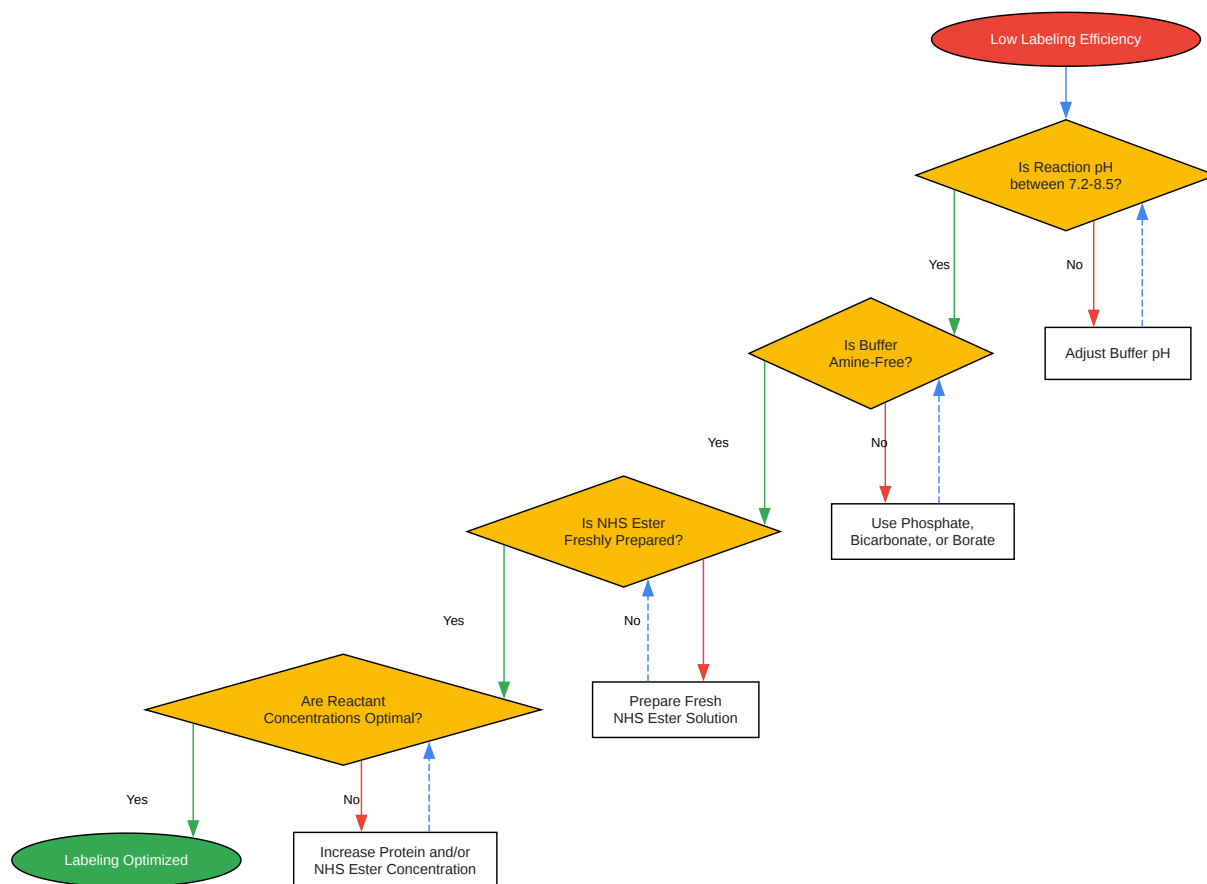 Low Labeling Efficiency
Is Reaction pH
between 7.2-8.5?
Yes
No
Is Buffer
Amine-Free?
Adjust Buffer pH
Yes
No
Is NHS Ester
Freshly Prepared?
Use Phosphate,
Bicarbonate, or Borate
Yes
No
Are Reactant
Concentrations Optimal?
Prepare Fresh
NHS Ester Solution
Yes
No
Labeling Optimized
Increase Protein and/or
NHS Ester Concentration